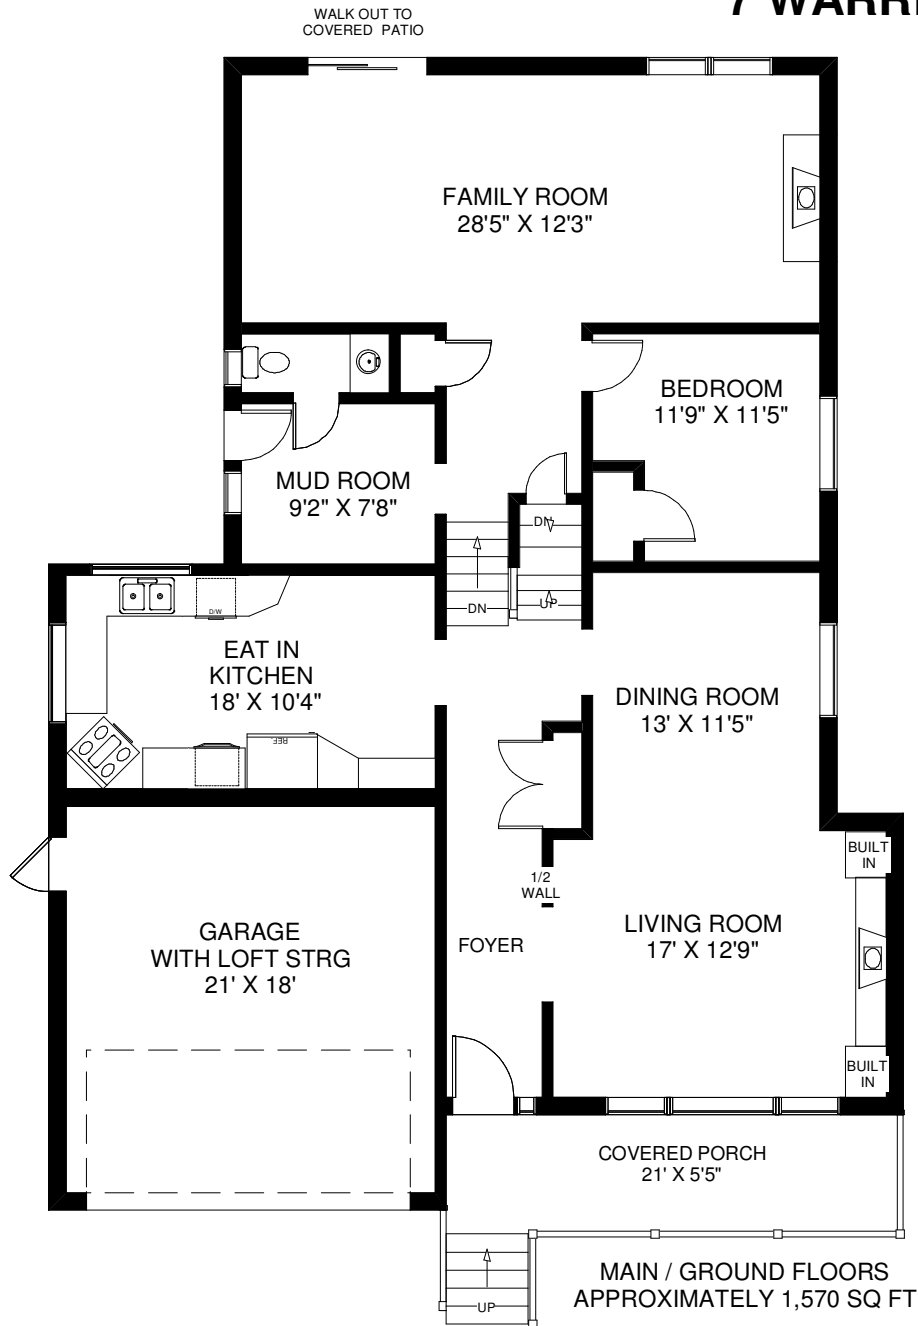 WALK OUT TO
COVERED PATIO
FAMILY ROOM
28'5" X 12'3"
BEDROOM
11'9" X 11'5"
MUD ROOM
9'2" X 7'8"
DN
DN
UP
D/W
EAT IN
KITCHEN
18' X 10'4"
REF.
DINING ROOM
13' X 11'5"
BUILT
IN
1/2
WALL
GARAGE
WITH LOFT STRG
21' X 18'
FOYER
LIVING ROOM
17' X 12'9"
BUILT
IN
COVERED PORCH
21' X 5'5"
UP
MAIN / GROUND FLOORS
APPROXIMATELY 1,570 SQ FT